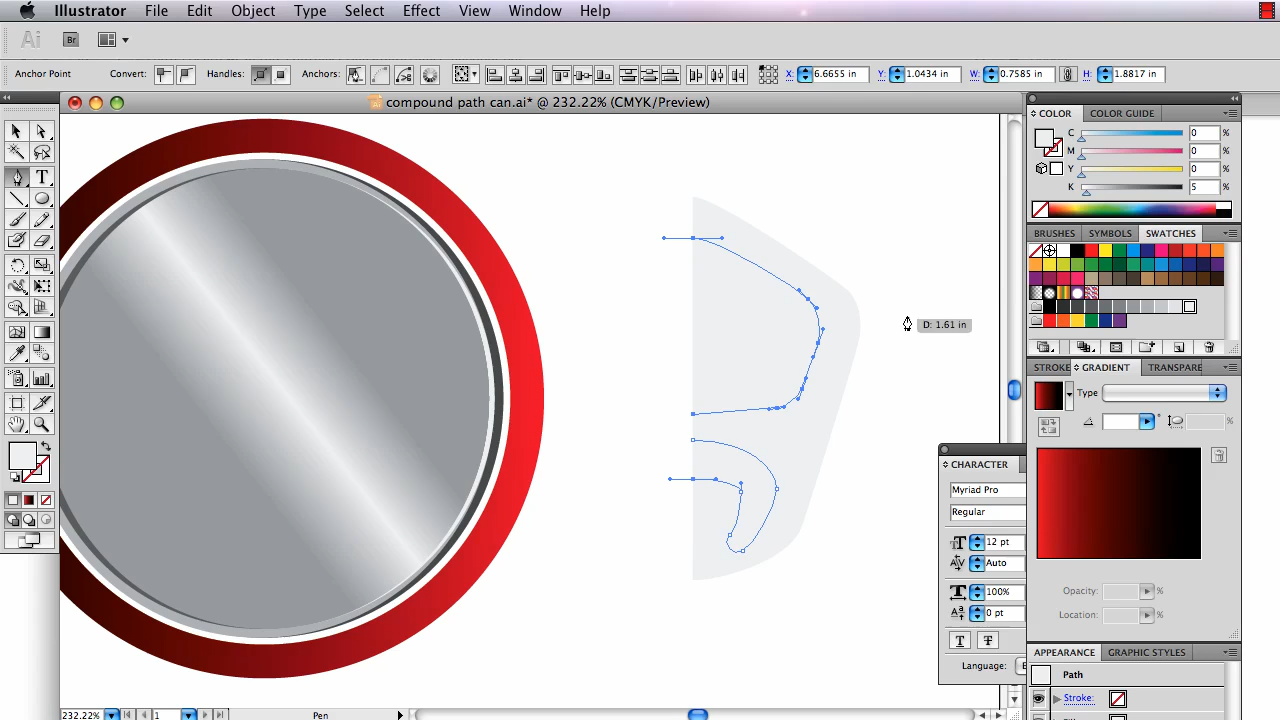 Illustrator File Edit Object Type Select Effect View Window Help
Ai Br
Anchor Point Convert: Handles: Anchors: X: 6.6655 in Y: 1.0434 in W: 0.7585 in H: 1.8817 in
compound path can.ai* @ 232.22% (CMYK/Preview)
COLOR COLOR GUIDE
C 0 %
M 0 %
Y 0 %
K 5 %
BRUSHES SYMBOLS SWATCHES
D: 1.61 in
STROKE GRADIENT TRANSPARE
Type
°
%
CHARACTER
Myriad Pro
Regular
12 pt
Auto
100%
0 pt
Language: E
Opacity: %
Location: %
APPEARANCE GRAPHIC STYLES
Path
Stroke:
232.22% 1 Pen